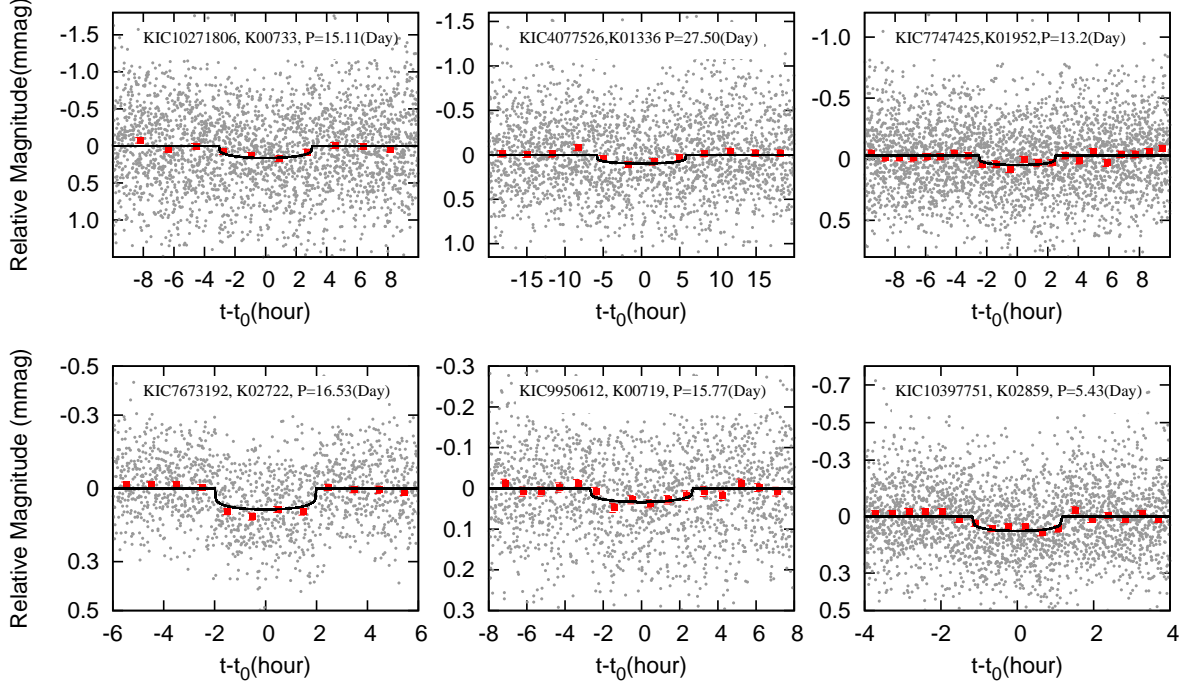 Relative Magnitude(mmag)
KIC10271806, K00733, P=15.11(Day)
-1.5
-1.0
-0.5
0
0.5
1.0
-8 -6 -4 -2 0 2 4 6 8
t-t0(hour)
KIC4077526,K01336 P=27.50(Day)
-1.5
-1.0
-0.5
0
0.5
1.0
-15 -10 -5 0 5 10 15
t-t0(hour)
KIC7747425,K01952,P=13.2(Day)
-1.0
-0.5
0
0.5
-8 -6 -4 -2 0 2 4 6 8
t-t0(hour)
Relative Magnitude (mmag)
KIC7673192, K02722, P=16.53(Day)
-0.5
-0.3
0
0.3
0.5
-6 -4 -2 0 2 4 6
t-t0(hour)
KIC9950612, K00719, P=15.77(Day)
-0.3
-0.2
-0.1
0
0.1
0.2
0.3
-8 -6 -4 -2 0 2 4 6 8
t-t0(hour)
KIC10397751, K02859, P=5.43(Day)
-0.7
-0.3
0
0.3
0.5
-4 -2 0 2 4
t-t0(hour)